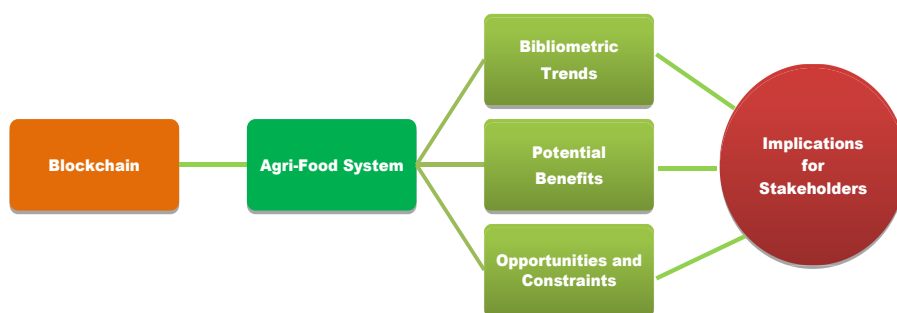 Blockchain
Agri-Food System
Bibliometric
Trends
Potential
Benefits
Opportunities and
Constraints
Implications
for
Stakeholders